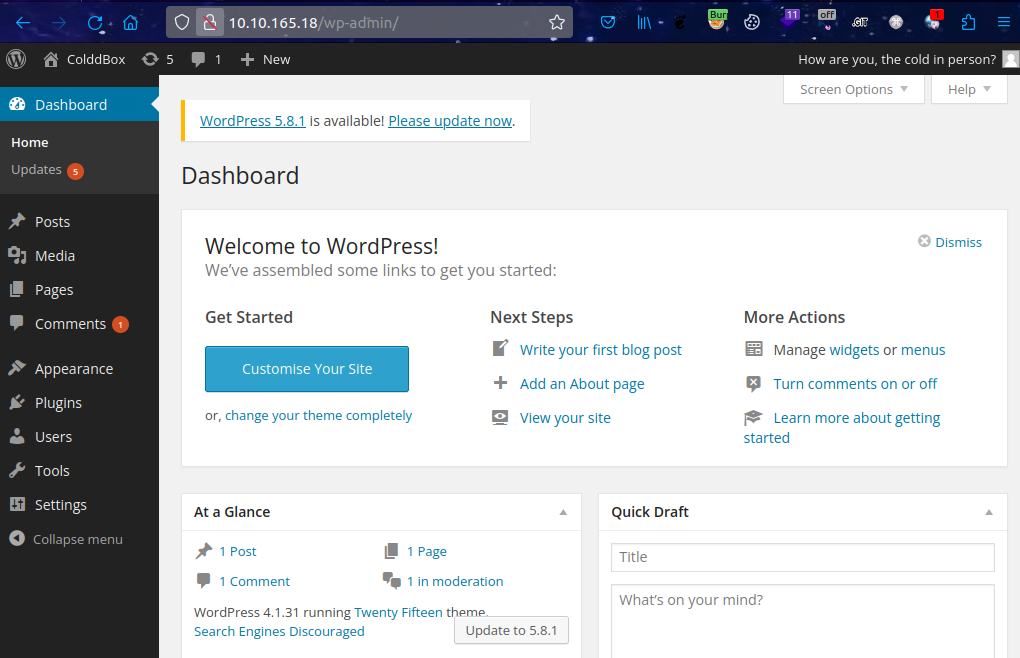 10.10.165.18/wp-admin/
Bur
11
off
.GIF
1
ColddBox
5
1
New
How are you, the cold in person?
Screen Options
Help
Dashboard
Home
Updates 5
Posts
Media
Pages
Comments 1
Appearance
Plugins
Users
Tools
Settings
Collapse menu
WordPress 5.8.1 is available! Please update now.
Dashboard
Welcome to WordPress!
Dismiss
We've assembled some links to get you started:
Get Started
Customise Your Site
or, change your theme completely
Next Steps
Write your first blog post
Add an About page
View your site
More Actions
Manage widgets or menus
Turn comments on or off
Learn more about getting
started
At a Glance
1 Post
1 Page
1 Comment
1 in moderation
WordPress 4.1.31 running Twenty Fifteen theme.
Search Engines Discouraged
Update to 5.8.1
Quick Draft
Title
What's on your mind?